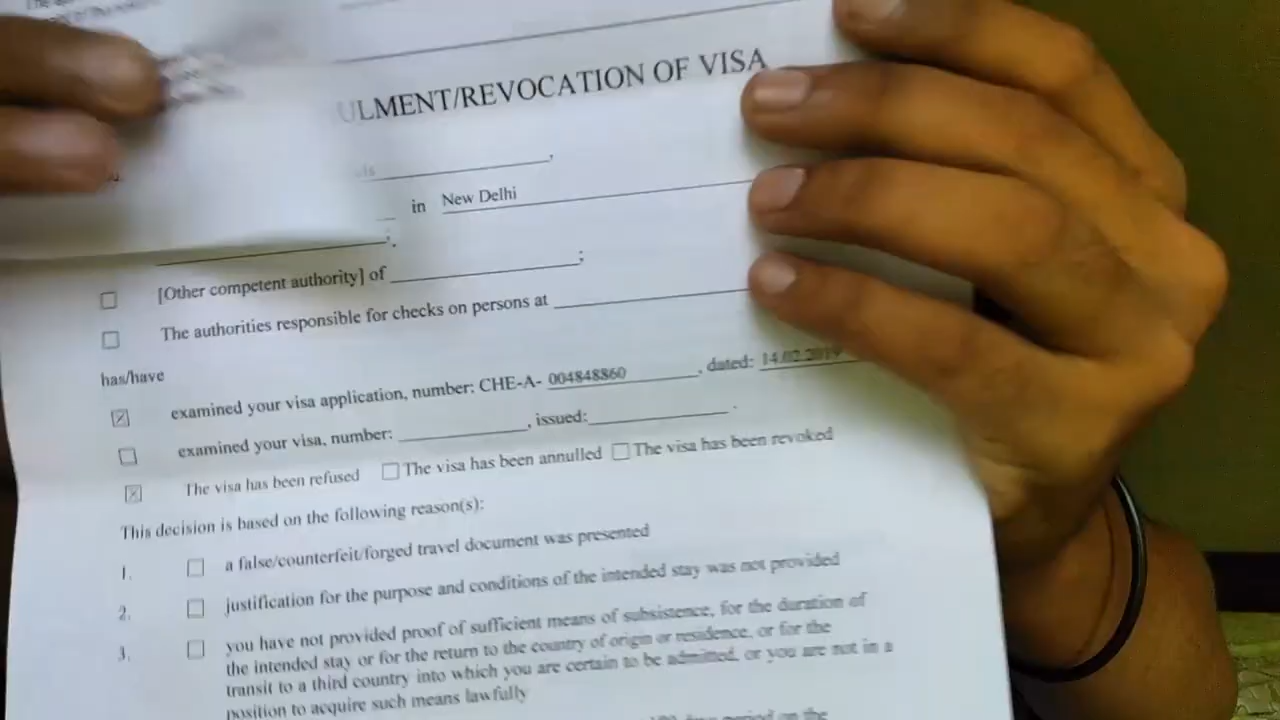 ULMENT/REVOCATION OF VISA
in New Delhi
[Other competent authority] of ;
The authorities responsible for checks on persons at
has/have
examined your visa application, number: CHE-A- 004848860 , dated: 14.02.2019
examined your visa, number: , issued: .
The visa has been refused The visa has been annulled The visa has been revoked
This decision is based on the following reason(s):
1. a false/counterfeit/forged travel document was presented
2. justification for the purpose and conditions of the intended stay was not provided
3. you have not provided proof of sufficient means of subsistence, for the duration of
the intended stay or for the return to the country of origin or residence, or for the
transit to a third country into which you are certain to be admitted, or you are not in a
position to acquire such means lawfully
period on the